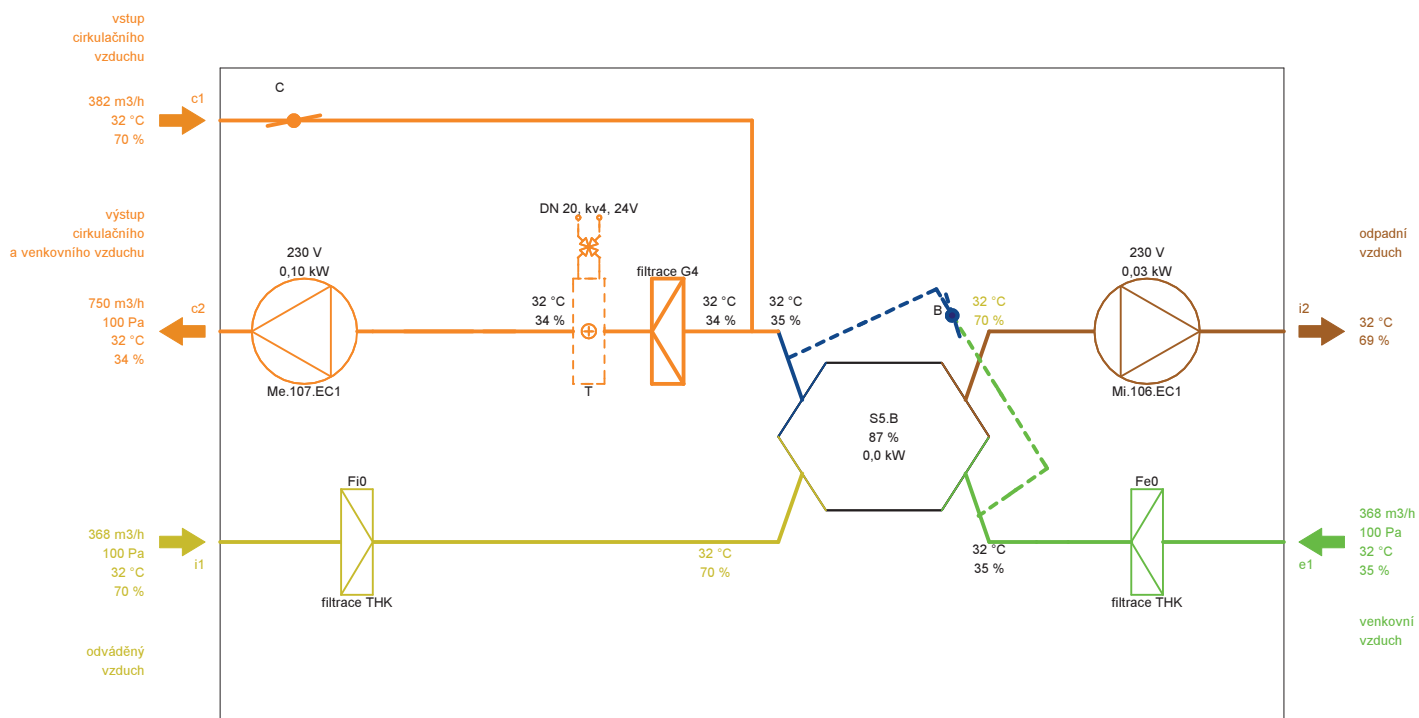 vstup
cirkulačního
vzduchu
382 m3/h
32 °C
70 %
c1
C
výstup
cirkulačního
a venkovního vzduchu
750 m3/h
100 Pa
32 °C
34 %
c2
230 V
0,10 kW
Me.107.EC1
DN 20, kv4, 24V
32 °C
34 %
T
filtrace G4
32 °C
34 %
32 °C
35 %
B
32 °C
70 %
230 V
0,03 kW
Mi.106.EC1
odpadní
vzduch
i2
32 °C
69 %
S5.B
87 %
0,0 kW
368 m3/h
100 Pa
32 °C
70 %
i1
Fi0
filtrace THK
32 °C
70 %
32 °C
35 %
Fe0
filtrace THK
368 m3/h
100 Pa
32 °C
35 %
e1
odváděný
vzduch
venkovní
vzduch